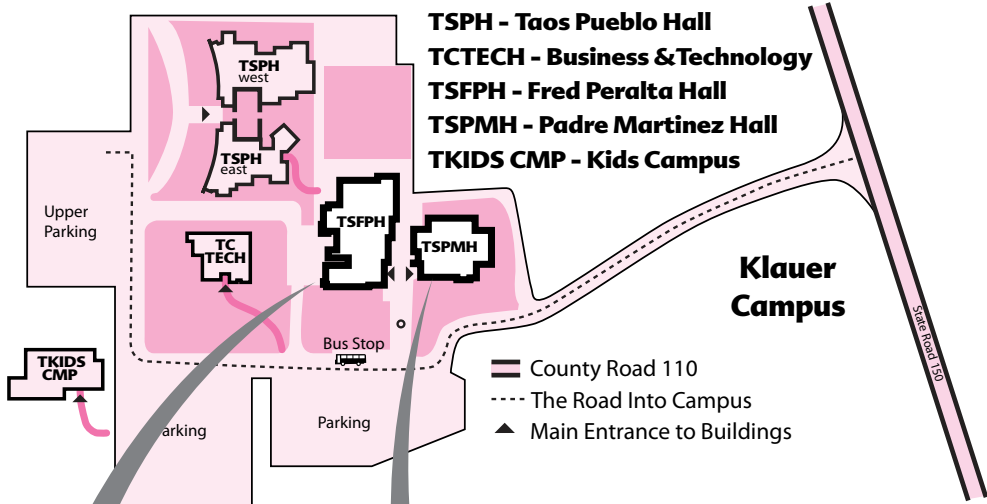 TSPH - Taos Pueblo Hall
TCTECH - Business &Technology
TSFPH - Fred Peralta Hall
TSPMH - Padre Martinez Hall
TKIDS CMP - Kids Campus
TSPH
west
TSPH
east
Upper
Parking
TSFPH
TSPMH
TC
TECH
Klauer
Campus
State Road 150
Bus Stop
TKIDS
CMP
County Road 110
The Road Into Campus
Main Entrance to Buildings
arking
Parking